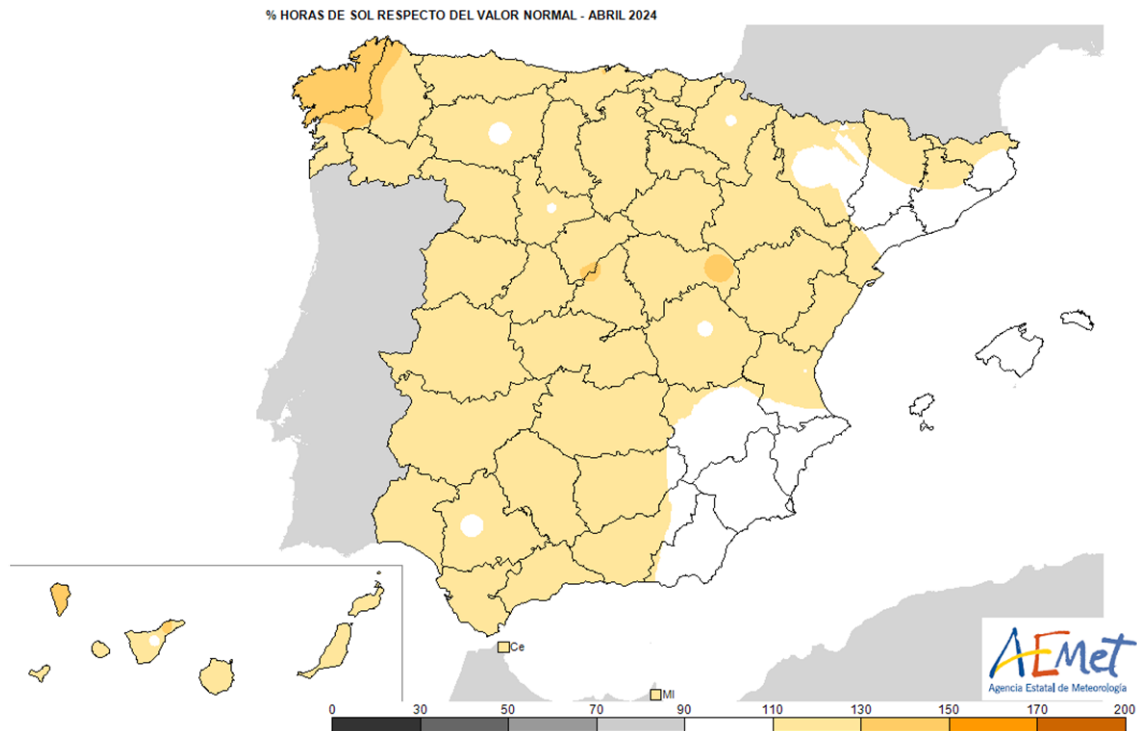 % HORAS DE SOL RESPECTO DEL VALOR NORMAL - ABRIL 2024
Ce
Ml
AEMet
Agencia Estatal de Meteorología
0 30 50 70 90 110 130 150 170 200